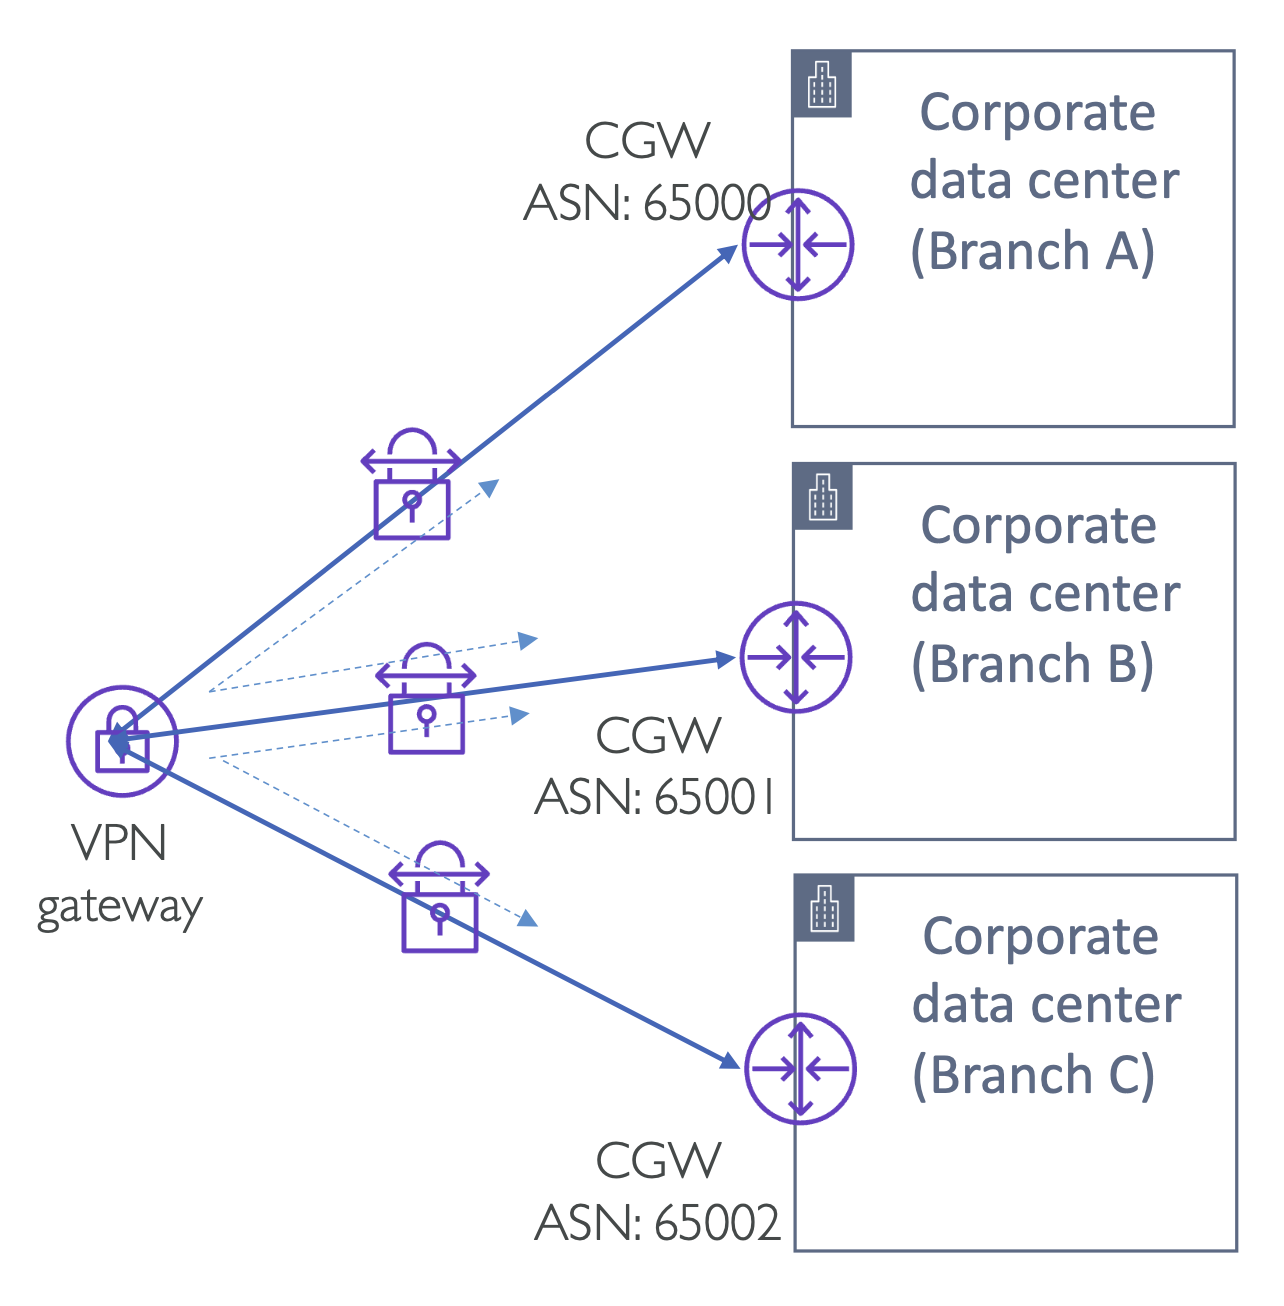 CGW
ASN: 65000
Corporate
data center
(Branch A)
Corporate
data center
(Branch B)
CGW
ASN: 65001
VPN
gateway
Corporate
data center
(Branch C)
CGW
ASN: 65002